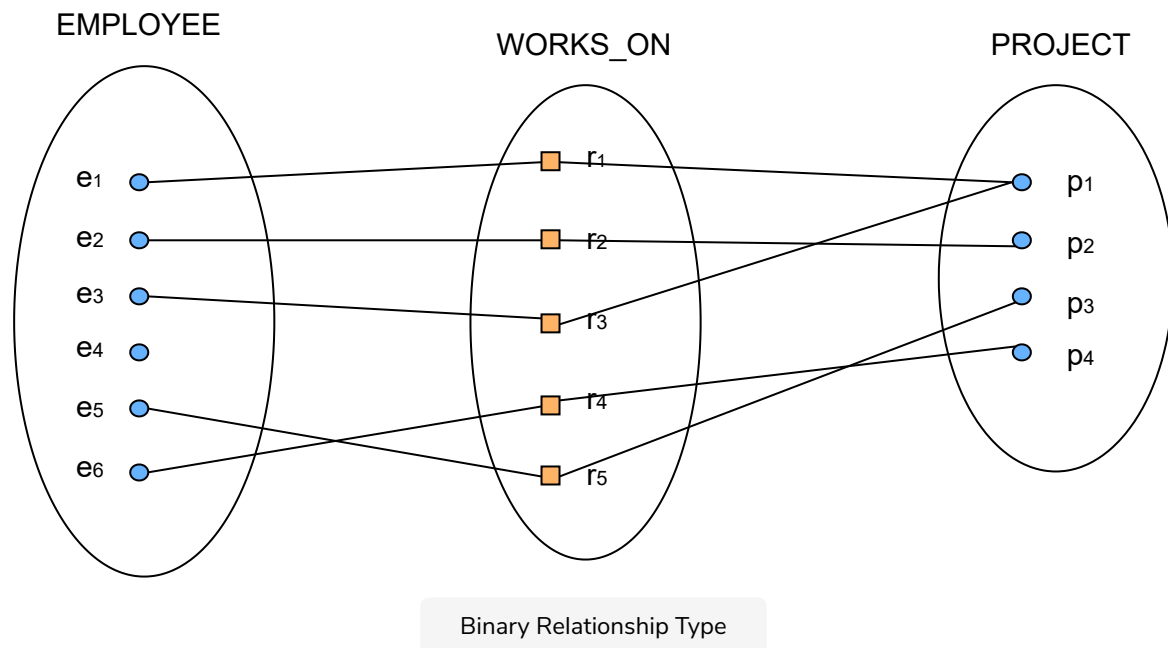 EMPLOYEE
WORKS_ON
PROJECT
e1
e2
e3
e4
e5
e6
r1
r2
r3
r4
r5
p1
p2
p3
p4
Binary Relationship Type